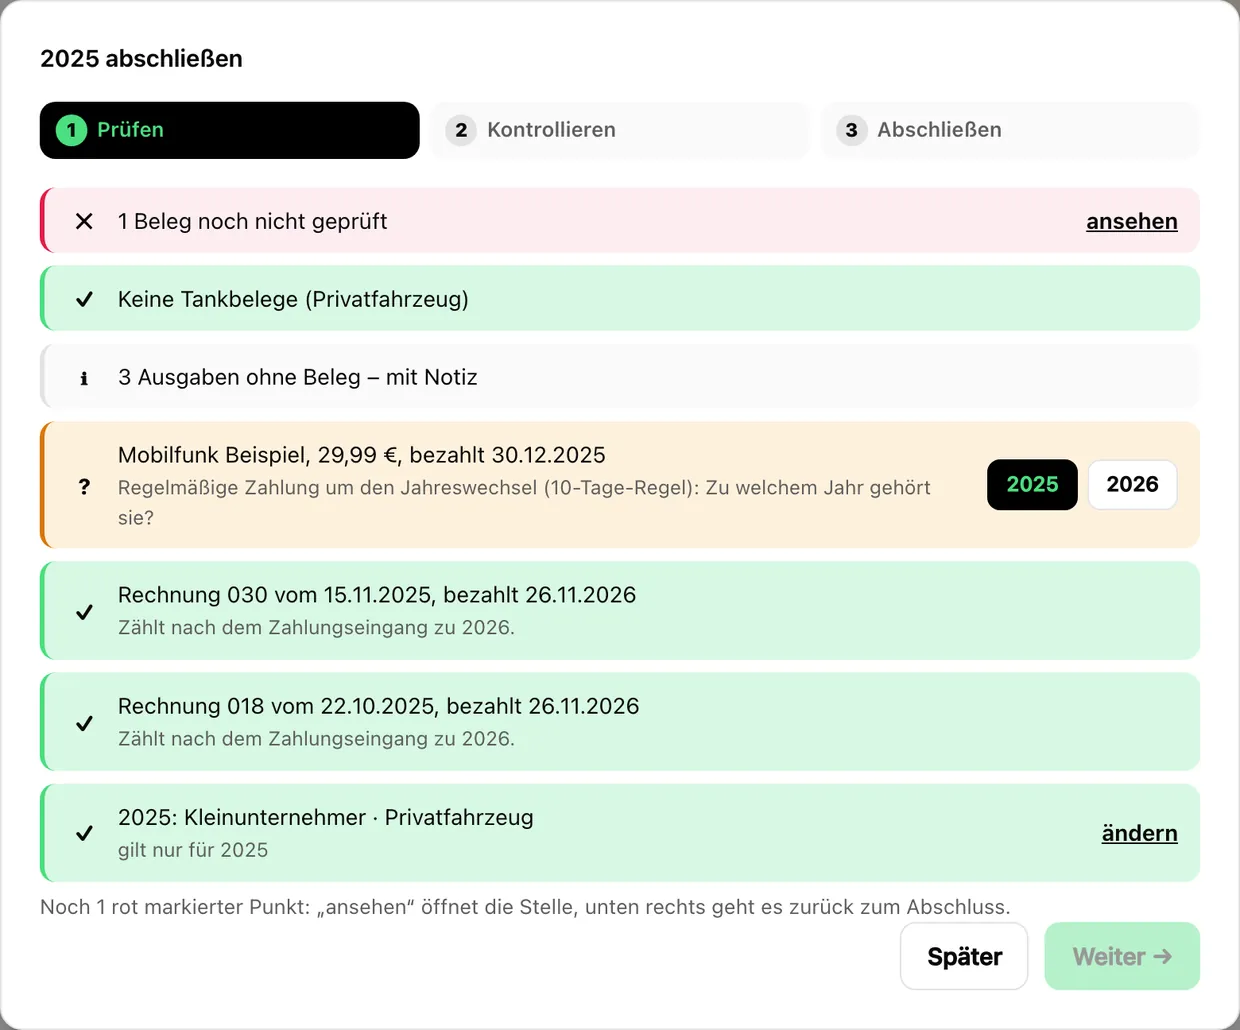 2025 abschließen
1 Prüfen
2 Kontrollieren
3 Abschließen
1 Beleg noch nicht geprüft
ansehen
Keine Tankbelege (Privatfahrzeug)
3 Ausgaben ohne Beleg – mit Notiz
Mobilfunk Beispiel, 29,99 €, bezahlt 30.12.2025
Regelmäßige Zahlung um den Jahreswechsel (10-Tage-Regel): Zu welchem Jahr gehört
sie?
2025
2026
Rechnung 030 vom 15.11.2025, bezahlt 26.11.2026
Zählt nach dem Zahlungseingang zu 2026.
Rechnung 018 vom 22.10.2025, bezahlt 26.11.2026
Zählt nach dem Zahlungseingang zu 2026.
2025: Kleinunternehmer · Privatfahrzeug
gilt nur für 2025
ändern
Noch 1 rot markierter Punkt: „ansehen“ öffnet die Stelle, unten rechts geht es zurück zum Abschluss.
Später
Weiter →